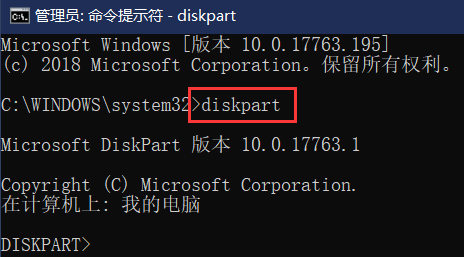 管理员: 命令提示符 - diskpart
Microsoft Windows [版本 10.0.17763.195]
(c) 2018 Microsoft Corporation。保留所有权利。
C:\WINDOWS\system32>diskpart
Microsoft DiskPart 版本 10.0.17763.1
Copyright (C) Microsoft Corporation.
在计算机上: 我的电脑
DISKPART>